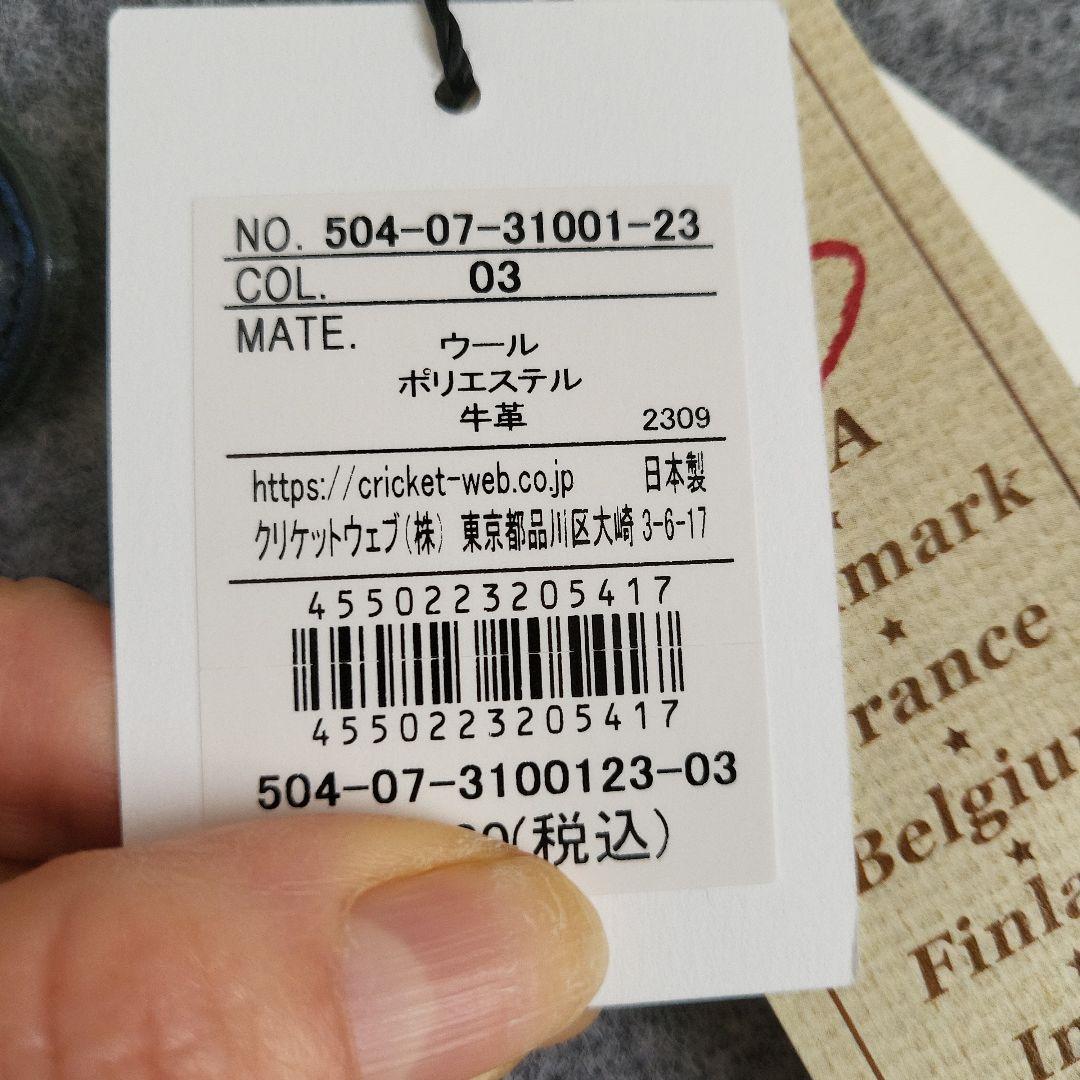 NO. 504-07-31001-23
COL. 03
MATE. ウール
ポリエステル
牛革 2309
https://cricket-web.co.jp 日本製
クリケットウェブ(株) 東京都品川区大崎 3-6-17
4550223205417
4550223205417
504-07-3100123-03
(税込)
A
mark
rance
Belgiu
Finla